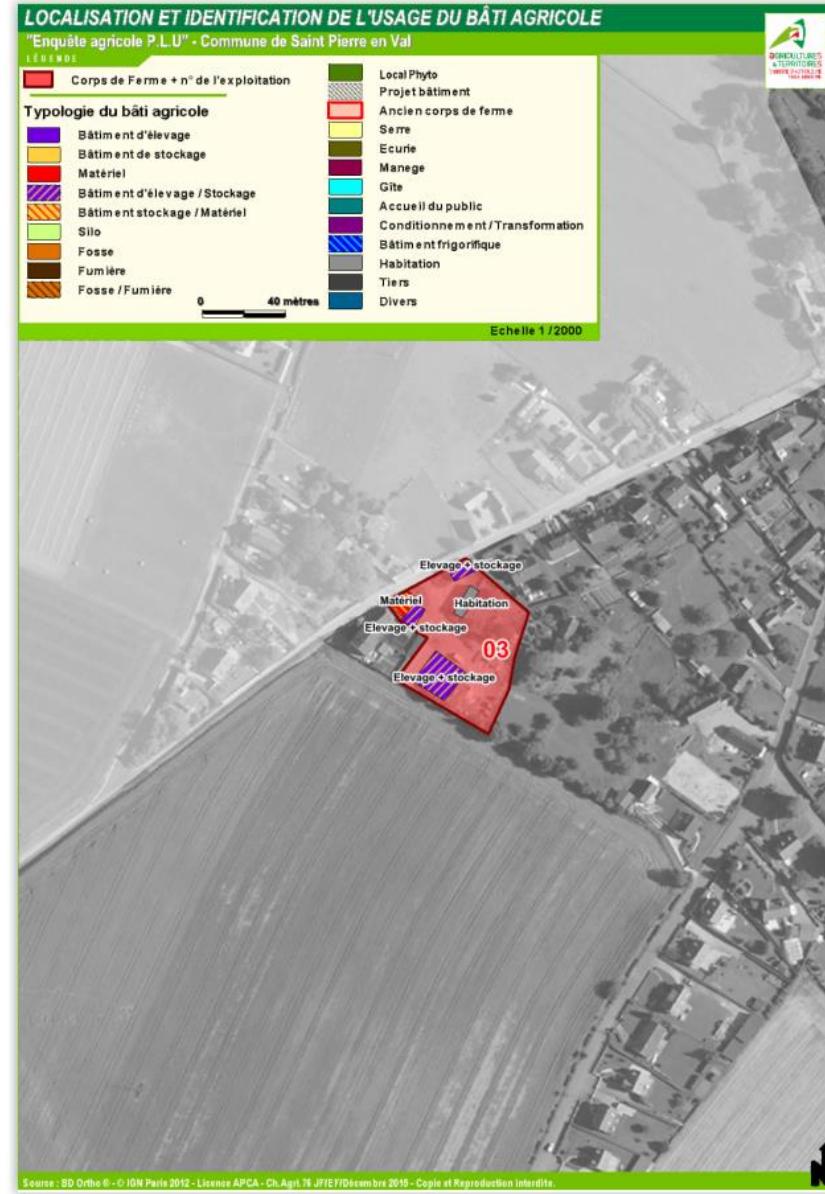 LOCALISATION ET IDENTIFICATION DE L'USAGE DU BÂTI AGRICOLE
"Enquête agricole P.L.U" - Commune de Saint Pierre en Val
LÉGENDE
Corps de Ferme + n° de l'exploitation
Typologie du bâti agricole
Bâtiment d'élevage
Bâtiment de stockage
Matériel
Bâtiment d'élevage / Stockage
Bâtiment stockage / Matériel
Silo
Fosse
Fumière
Fosse / Fumière
Local Phyto
Projet bâtiment
Ancien corps de ferme
Serre
Ecurie
Manege
Gîte
Accueil du public
Conditionnement / Transformation
Bâtiment frigorifique
Habitation
Tiers
Divers
0 40 mètres
Echelle 1 / 2000
AGRICULTURES
& TERRITOIRES
Elevage + stockage
Matériel
Habitation
Elevage + stockage
03
Elevage + stockage
N
Source : BD Ortho ® - © IGN Paris 2012 - Licence APCA - Ch.Agri.76 JF/EF/Décembre 2015 - Copie et Reproduction interdite.